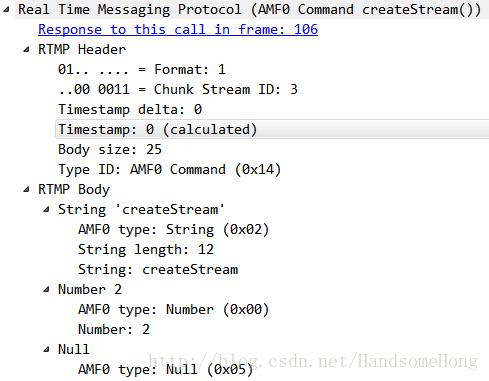 Real Time Messaging Protocol (AMF0 Command createStream())
Response to this call in frame: 106
RTMP Header
01.. .... = Format: 1
..00 0011 = Chunk Stream ID: 3
Timestamp delta: 0
Timestamp: 0 (calculated)
Body size: 25
Type ID: AMF0 Command (0x14)
RTMP Body
String 'createStream'
AMF0 type: String (0x02)
String length: 12
String: createStream
Number 2
AMF0 type: Number (0x00)
Number: 2
Null
http://blog.csdn.net/HandsomeHong
AMF0 type: Null (0x05)